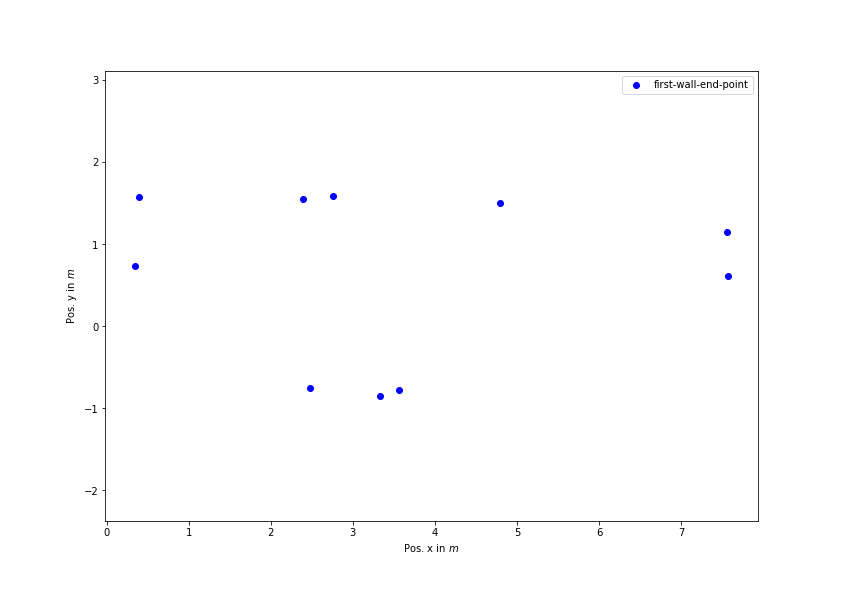 first-wall-end-point
3
2
1
0
−1
−2
Pos. y in m
0 1 2 3 4 5 6 7
Pos. x in m